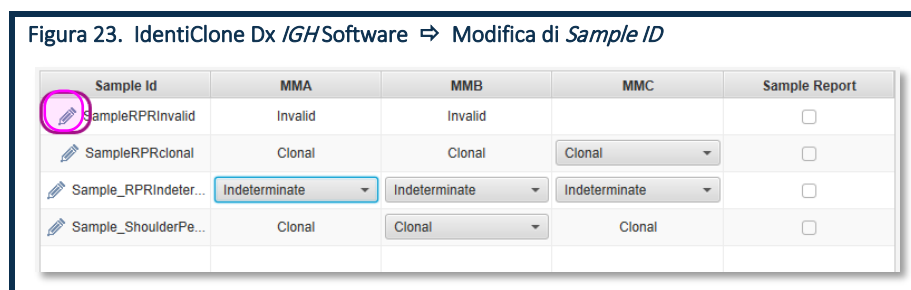 Figura 23. IdentiClone Dx IGH Software ⇨ Modifica di Sample ID
Sample Id MMA MMB MMC Sample Report
SampleRPRInvalid Invalid Invalid
SampleRPRclonal Clonal Clonal Clonal
Sample_RPRIndeter... Indeterminate Indeterminate Indeterminate
Sample_ShoulderPe... Clonal Clonal Clonal